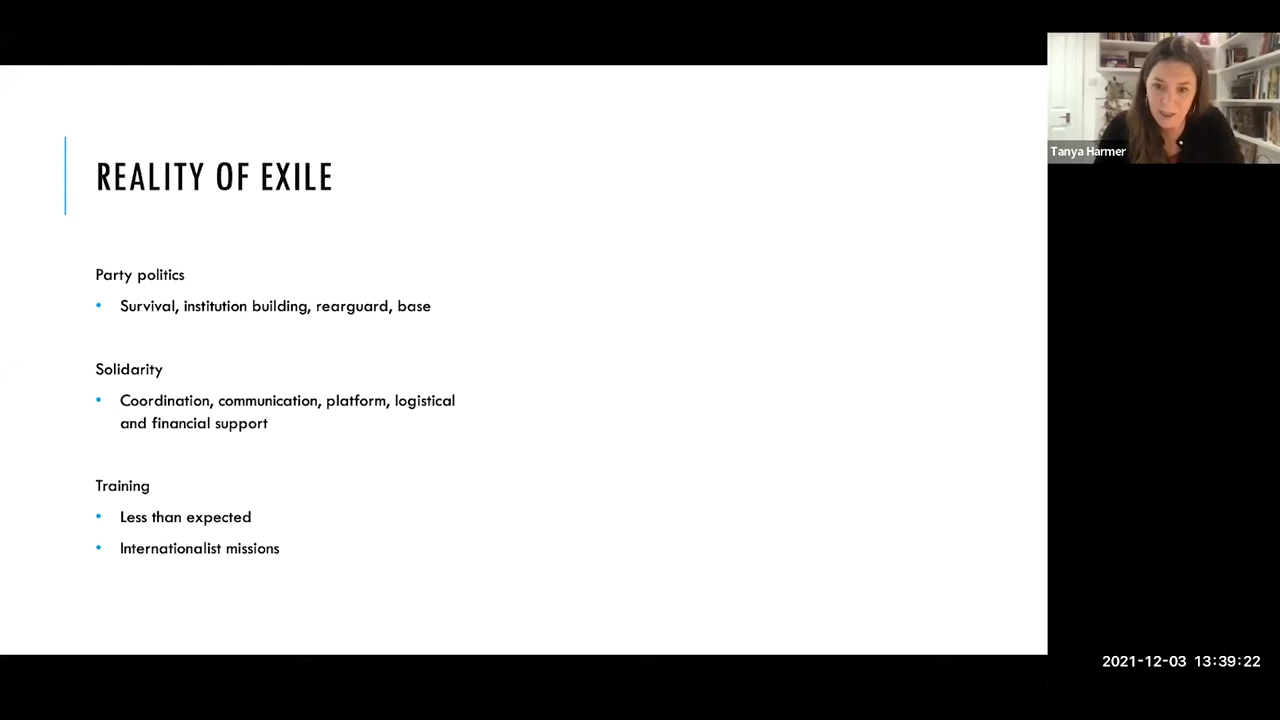 REALITY OF EXILE
Party politics
• Survival, institution building, rearguard, base
Solidarity
• Coordination, communication, platform, logistical
and financial support
Training
• Less than expected
• Internationalist missions
Tanya Harmer
2021-12-03 13:39:22